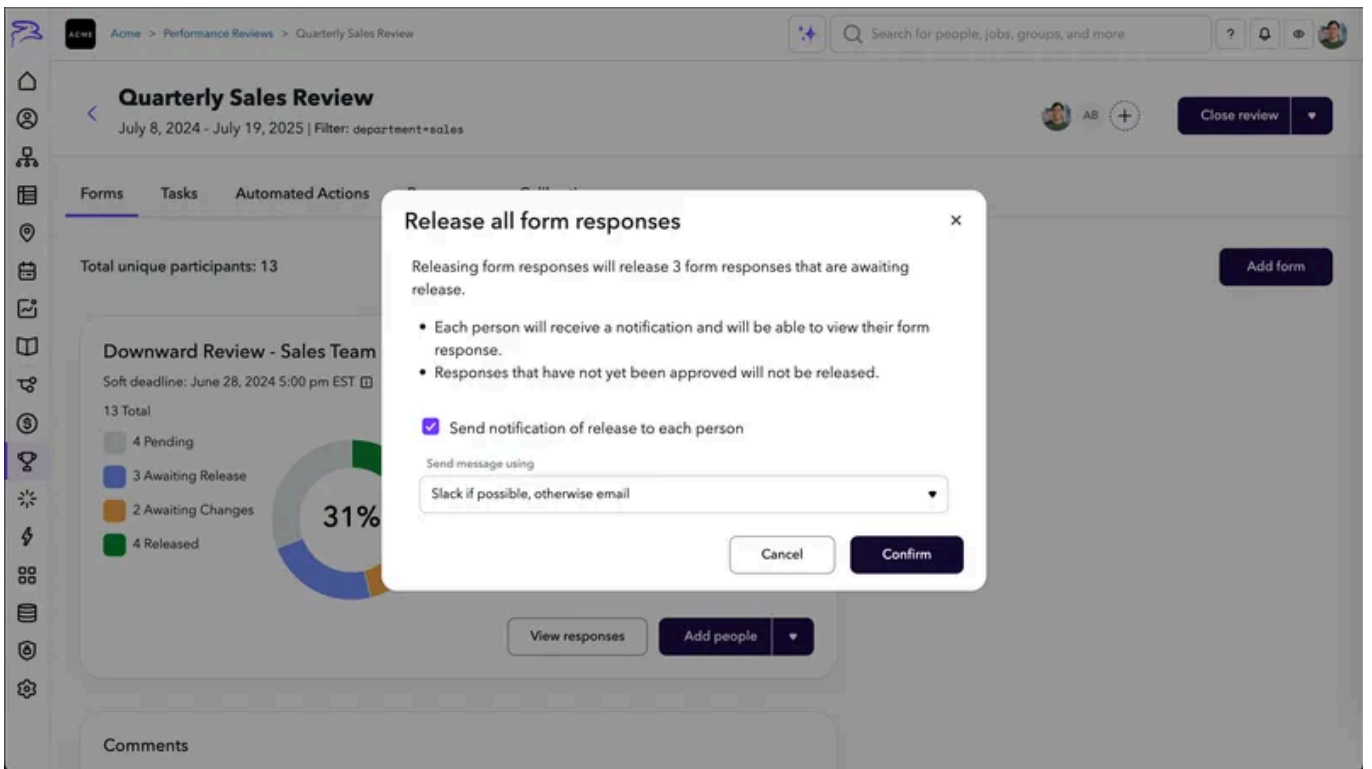 ACME
Acme > Performance Reviews > Quarterly Sales Review
Search for people, jobs, groups, and more
?
Quarterly Sales Review
July 8, 2024 - July 19, 2025 | Filter: department=sales
AB
Close review
Forms Tasks Automated Actions
Release all form responses
Total unique participants: 13
Add form
Releasing form responses will release 3 form responses that are awaiting
release.
• Each person will receive a notification and will be able to view their form
response.
• Responses that have not yet been approved will not be released.
Send notification of release to each person
Send message using
Slack if possible, otherwise email
Cancel
Confirm
Downward Review - Sales Team
Soft deadline: June 28, 2024 5:00 pm EST
13 Total
4 Pending
3 Awaiting Release
2 Awaiting Changes
4 Released
31%
View responses
Add people
Comments